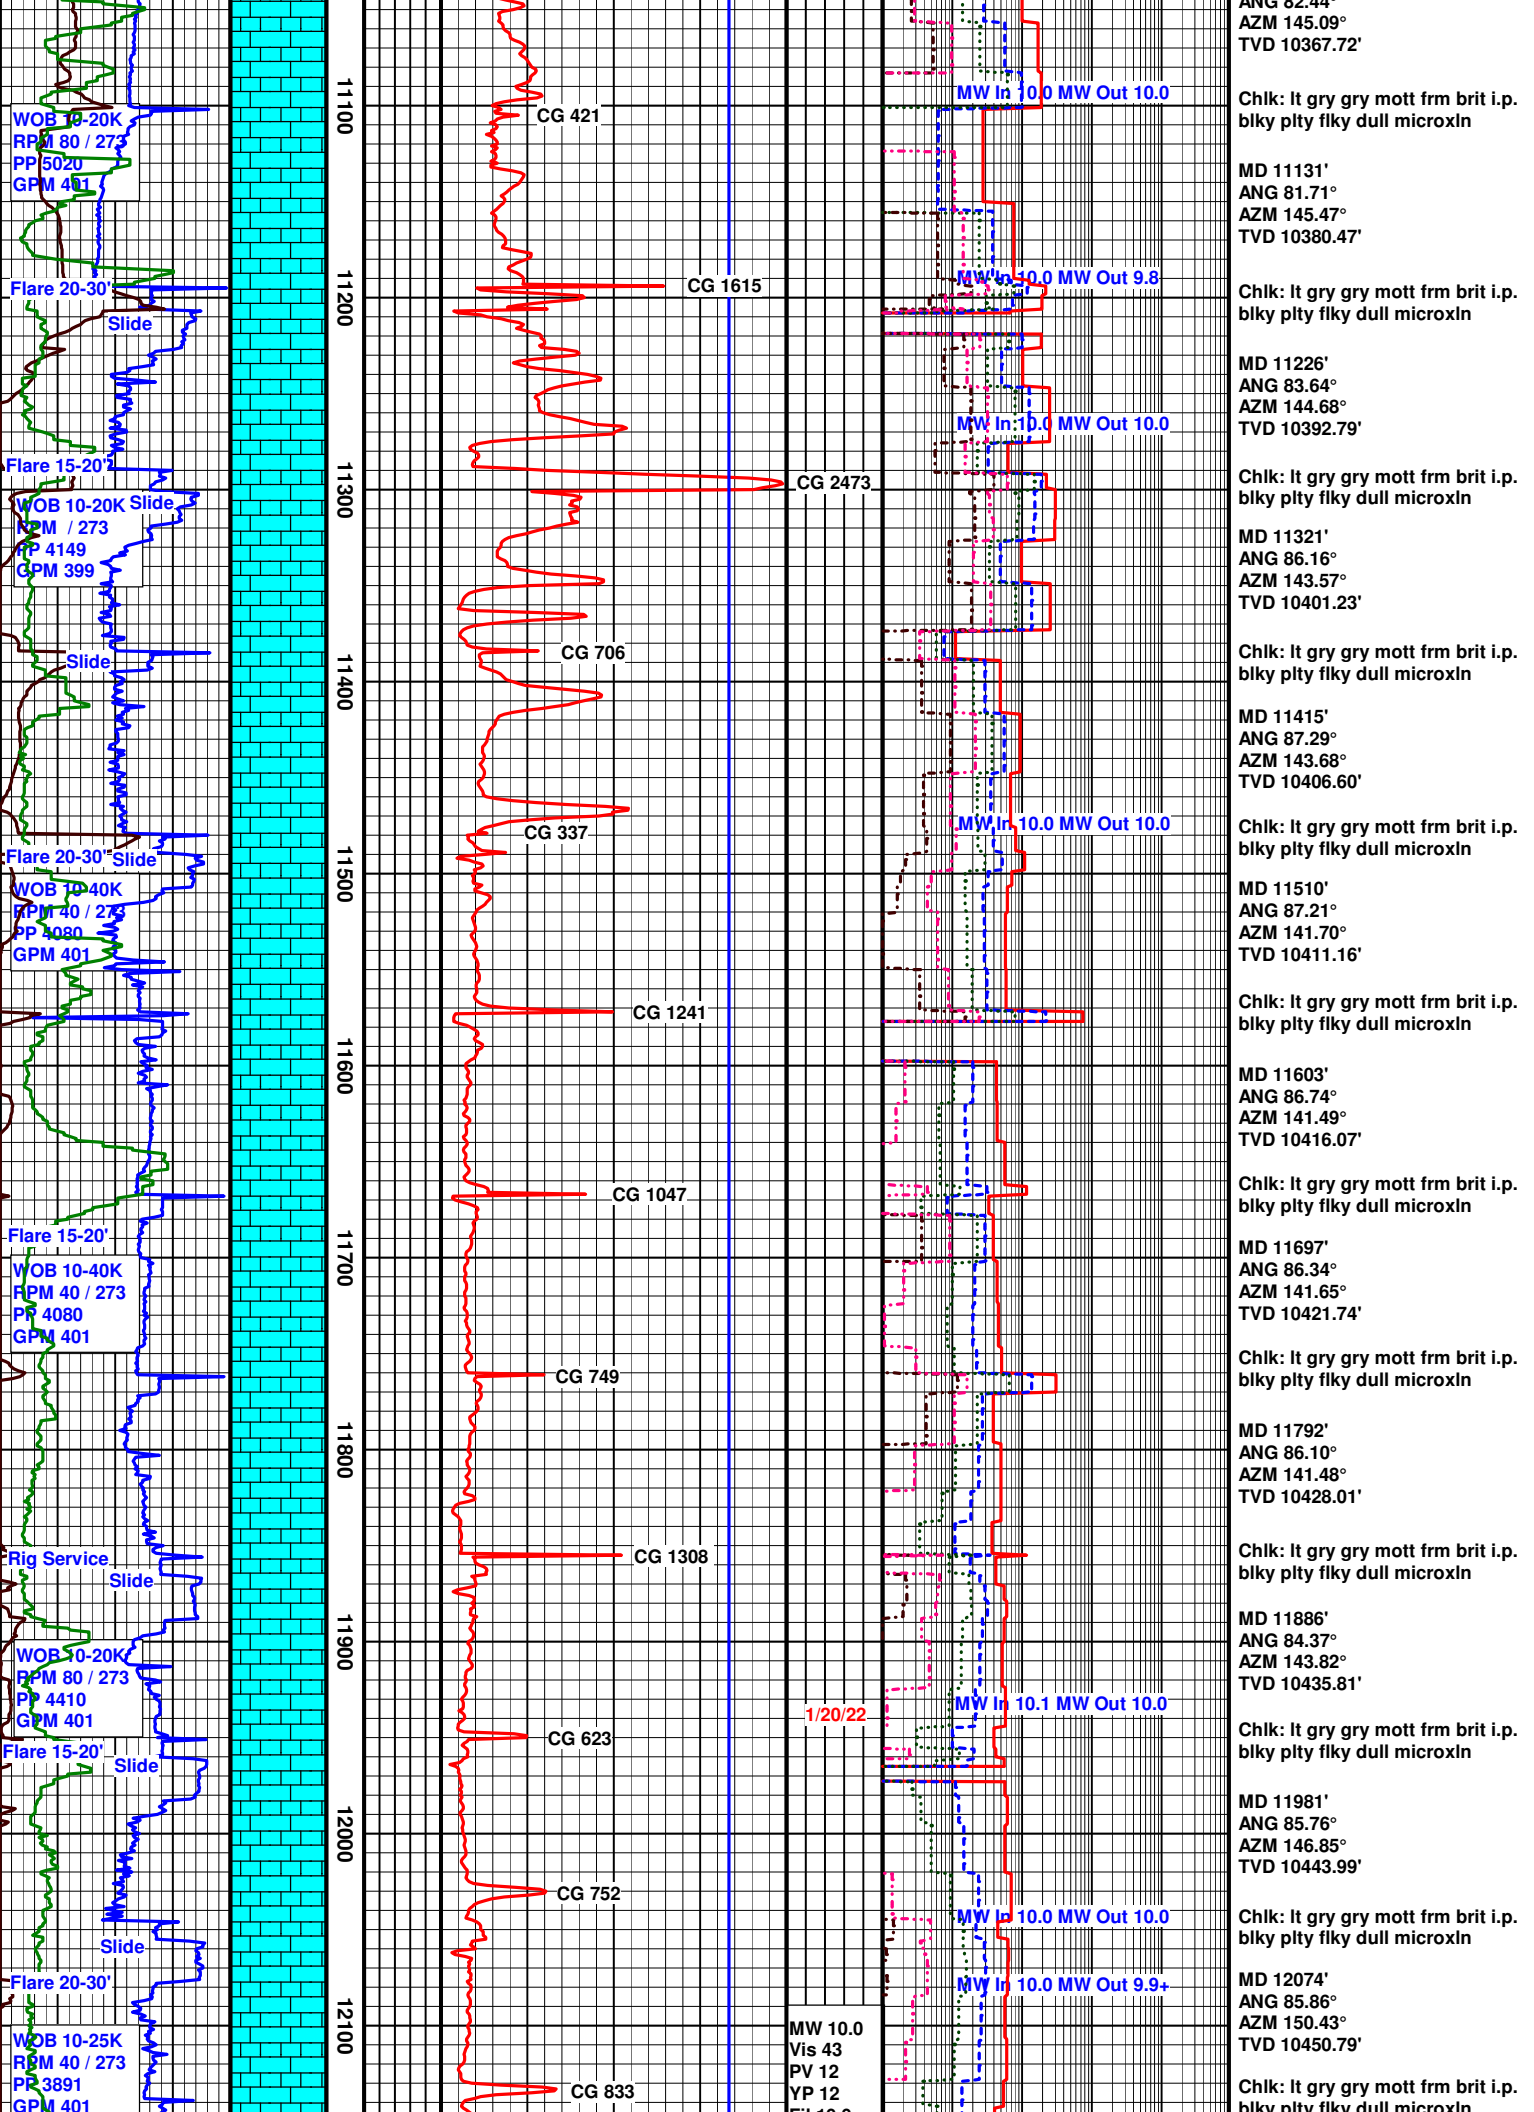 ANG 82.44°
AZM 145.09°
TVD 10367.72'
MW In 10.0 MW Out 10.0
11100
Chlk: lt gry gry mott frm brit i.p.
blky plty flky dull microxln
CG 421
WOB 10-20K
RPM 80 / 273
PP 5020
GPM 401
MD 11131'
ANG 81.71°
AZM 145.47°
TVD 10380.47'
MW In 10.0 MW Out 9.8
Flare 20-30'
CG 1615
11200
Chlk: lt gry gry mott frm brit i.p.
blky plty flky dull microxln
Slide
MD 11226'
ANG 83.64°
AZM 144.68°
TVD 10392.79'
MW In 10.0 MW Out 10.0
Flare 15-20'
CG 2473
11300
Chlk: lt gry gry mott frm brit i.p.
blky plty flky dull microxln
Slide
WOB 10-20K
RPM / 273
PP 4149
GPM 399
MD 11321'
ANG 86.16°
AZM 143.57°
TVD 10401.23'
CG 706
Slide
Chlk: lt gry gry mott frm brit i.p.
blky plty flky dull microxln
11400
MD 11415'
ANG 87.29°
AZM 143.68°
TVD 10406.60'
MW In 10.0 MW Out 10.0
CG 337
Chlk: lt gry gry mott frm brit i.p.
blky plty flky dull microxln
Flare 20-30'
Slide
11500
WOB 10-40K
RPM 40 / 273
PP 4080
GPM 401
MD 11510'
ANG 87.21°
AZM 141.70°
TVD 10411.16'
CG 1241
Chlk: lt gry gry mott frm brit i.p.
blky plty flky dull microxln
11600
MD 11603'
ANG 86.74°
AZM 141.49°
TVD 10416.07'
CG 1047
Chlk: lt gry gry mott frm brit i.p.
blky plty flky dull microxln
Flare 15-20'
11700
WOB 10-40K
RPM 40 / 273
PP 4080
GPM 401
MD 11697'
ANG 86.34°
AZM 141.65°
TVD 10421.74'
CG 749
Chlk: lt gry gry mott frm brit i.p.
blky plty flky dull microxln
11800
MD 11792'
ANG 86.10°
AZM 141.48°
TVD 10428.01'
CG 1308
Rig Service
Slide
Chlk: lt gry gry mott frm brit i.p.
blky plty flky dull microxln
11900
WOB 10-20K
RPM 80 / 273
PP 4410
GPM 401
MD 11886'
ANG 84.37°
AZM 143.82°
TVD 10435.81'
MW In 10.1 MW Out 10.0
1/20/22
CG 623
Flare 15-20'
Slide
Chlk: lt gry gry mott frm brit i.p.
blky plty flky dull microxln
12000
MD 11981'
ANG 85.76°
AZM 146.85°
TVD 10443.99'
CG 752
MW In 10.0 MW Out 10.0
Slide
Chlk: lt gry gry mott frm brit i.p.
blky plty flky dull microxln
Flare 20-30'
MW In 10.0 MW Out 9.9+
12100
MD 12074'
ANG 85.86°
AZM 150.43°
TVD 10450.79'
WOB 10-25K
RPM 40 / 273
PP 3891
GPM 401
MW 10.0
Vis 43
PV 12
YP 12
CG 833
Chlk: lt gry gry mott frm brit i.p.
blky plty flky dull microxln